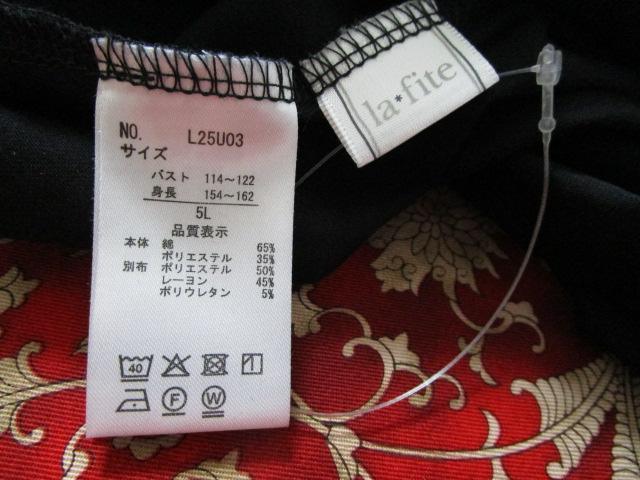 NO. L25U03
サイズ
バスト 114～122
身長 154～162
5L
品質表示
本体 綿 65%
ポリエステル 35%
別布 ポリエステル 50%
レーヨン 45%
ポリウレタン 5%
40
F W
la*fite